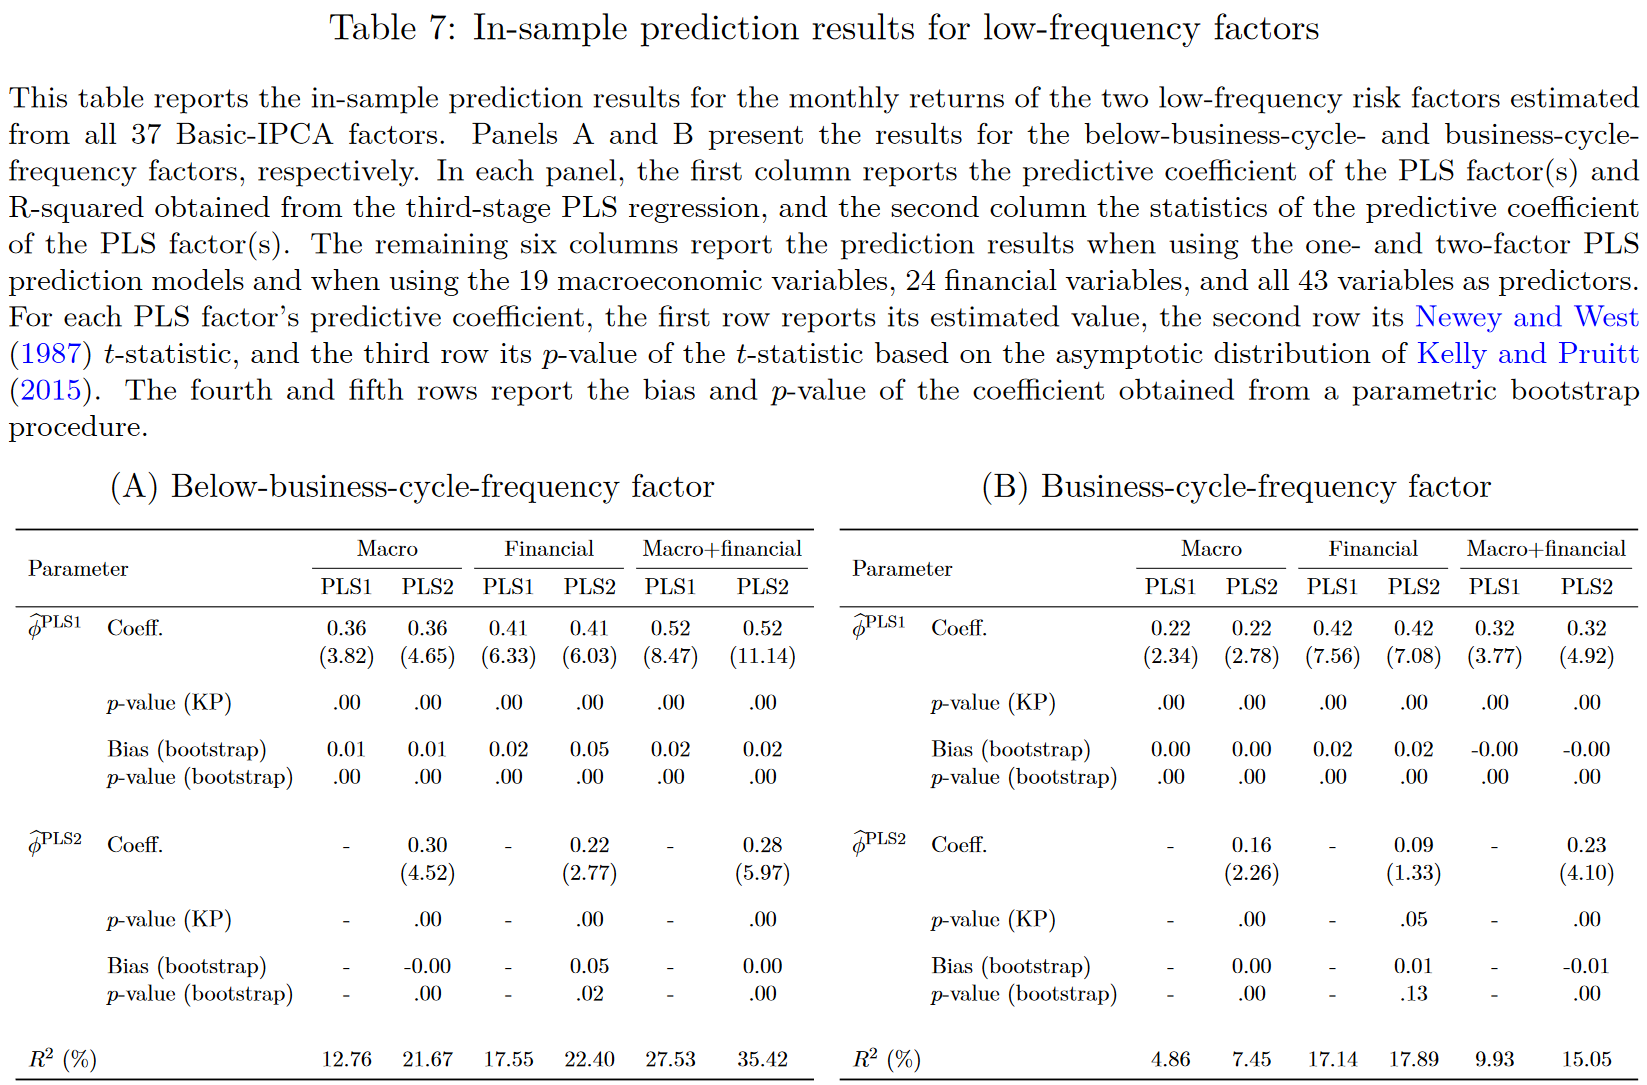 Table 7: In-sample prediction results for low-frequency factors
This table reports the in-sample prediction results for the monthly returns of the two low-frequency risk factors estimated
from all 37 Basic-IPCA factors. Panels A and B present the results for the below-business-cycle- and business-cycle-
frequency factors, respectively. In each panel, the first column reports the predictive coefficient of the PLS factor(s) and
R-squared obtained from the third-stage PLS regression, and the second column the statistics of the predictive coefficient
of the PLS factor(s). The remaining six columns report the prediction results when using the one- and two-factor PLS
prediction models and when using the 19 macroeconomic variables, 24 financial variables, and all 43 variables as predictors.
For each PLS factor's predictive coefficient, the first row reports its estimated value, the second row its Newey and West
(1987) t-statistic, and the third row its p-value of the t-statistic based on the asymptotic distribution of Kelly and Pruitt
(2015). The fourth and fifth rows report the bias and p-value of the coefficient obtained from a parametric bootstrap
procedure.
(A) Below-business-cycle-frequency factor
Parameter Macro Financial Macro+financial
PLS1 PLS2 PLS1 PLS2 PLS1 PLS2
φ̂^PLS1 Coeff. 0.36 0.36 0.41 0.41 0.52 0.52
(3.82) (4.65) (6.33) (6.03) (8.47) (11.14)
p-value (KP) .00 .00 .00 .00 .00 .00
Bias (bootstrap) 0.01 0.01 0.02 0.05 0.02 0.02
p-value (bootstrap) .00 .00 .00 .00 .00 .00
φ̂^PLS2 Coeff. - 0.30 - 0.22 - 0.28
(4.52) (2.77) (5.97)
p-value (KP) - .00 - .00 - .00
Bias (bootstrap) - -0.00 - 0.05 - 0.00
p-value (bootstrap) - .00 - .02 - .00
R² (%) 12.76 21.67 17.55 22.40 27.53 35.42
(B) Business-cycle-frequency factor
Parameter Macro Financial Macro+financial
PLS1 PLS2 PLS1 PLS2 PLS1 PLS2
φ̂^PLS1 Coeff. 0.22 0.22 0.42 0.42 0.32 0.32
(2.34) (2.78) (7.56) (7.08) (3.77) (4.92)
p-value (KP) .00 .00 .00 .00 .00 .00
Bias (bootstrap) 0.00 0.00 0.02 0.02 -0.00 -0.00
p-value (bootstrap) .00 .00 .00 .00 .00 .00
φ̂^PLS2 Coeff. - 0.16 - 0.09 - 0.23
(2.26) (1.33) (4.10)
p-value (KP) - .00 - .05 - .00
Bias (bootstrap) - 0.00 - 0.01 - -0.01
p-value (bootstrap) - .00 - .13 - .00
R² (%) 4.86 7.45 17.14 17.89 9.93 15.05